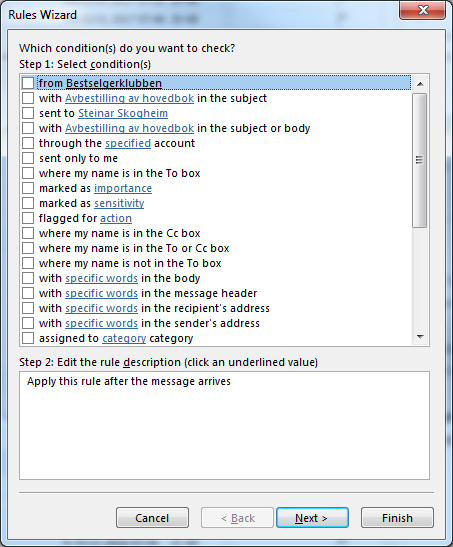 Rules Wizard
Which condition(s) do you want to check?
Step 1: Select condition(s)
from Bestselgerklubben
with Avbestilling av hovedbok in the subject
sent to Steinar Skogheim
with Avbestilling av hovedbok in the subject or body
through the specified account
sent only to me
where my name is in the To box
marked as importance
marked as sensitivity
flagged for action
where my name is in the Cc box
where my name is in the To or Cc box
where my name is not in the To box
with specific words in the body
with specific words in the message header
with specific words in the recipient's address
with specific words in the sender's address
assigned to category category
Step 2: Edit the rule description (click an underlined value)
Apply this rule after the message arrives
Cancel < Back Next > Finish